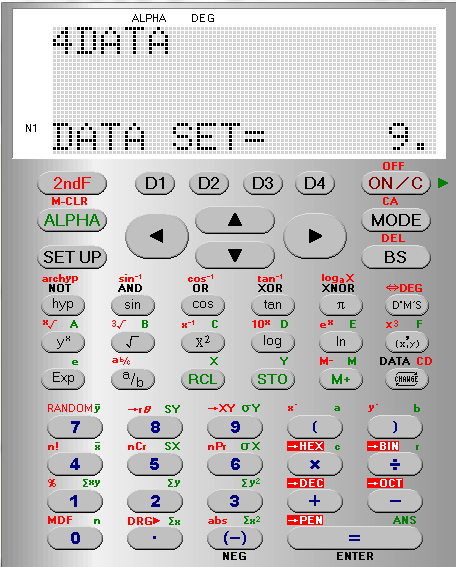 ALPHA DEG
4DATA
N1 DATA SET= 9.
OFF
2ndF D1 D2 D3 D4 ON/C
M-CLR CA
ALPHA MODE
DEL
SET UP BS
archyp sin⁻¹ cos⁻¹ tan⁻¹ logₐX ⇔DEG
NOT AND OR XOR XNOR
hyp sin cos tan π D°M'S
ˣ√ A ³√ B x⁻¹ C 10ˣ D eˣ E x³ F
yˣ √ X² log ln (x,y)
e a b/c X Y M- M DATA CD
Exp a/b RCL STO M+ CHANGE
RANDOM ȳ →rθ SY →XY σY x' a y' b
7 8 9 ( )
n! x̄ nCr SX nPr σX →HEX c →BIN r
4 5 6 × ÷
% Σxy Σy Σy² →DEC →OCT
1 2 3 + −
MDF n DRG► Σx abs Σx² →PEN ANS
0 · (−) =
NEG ENTER